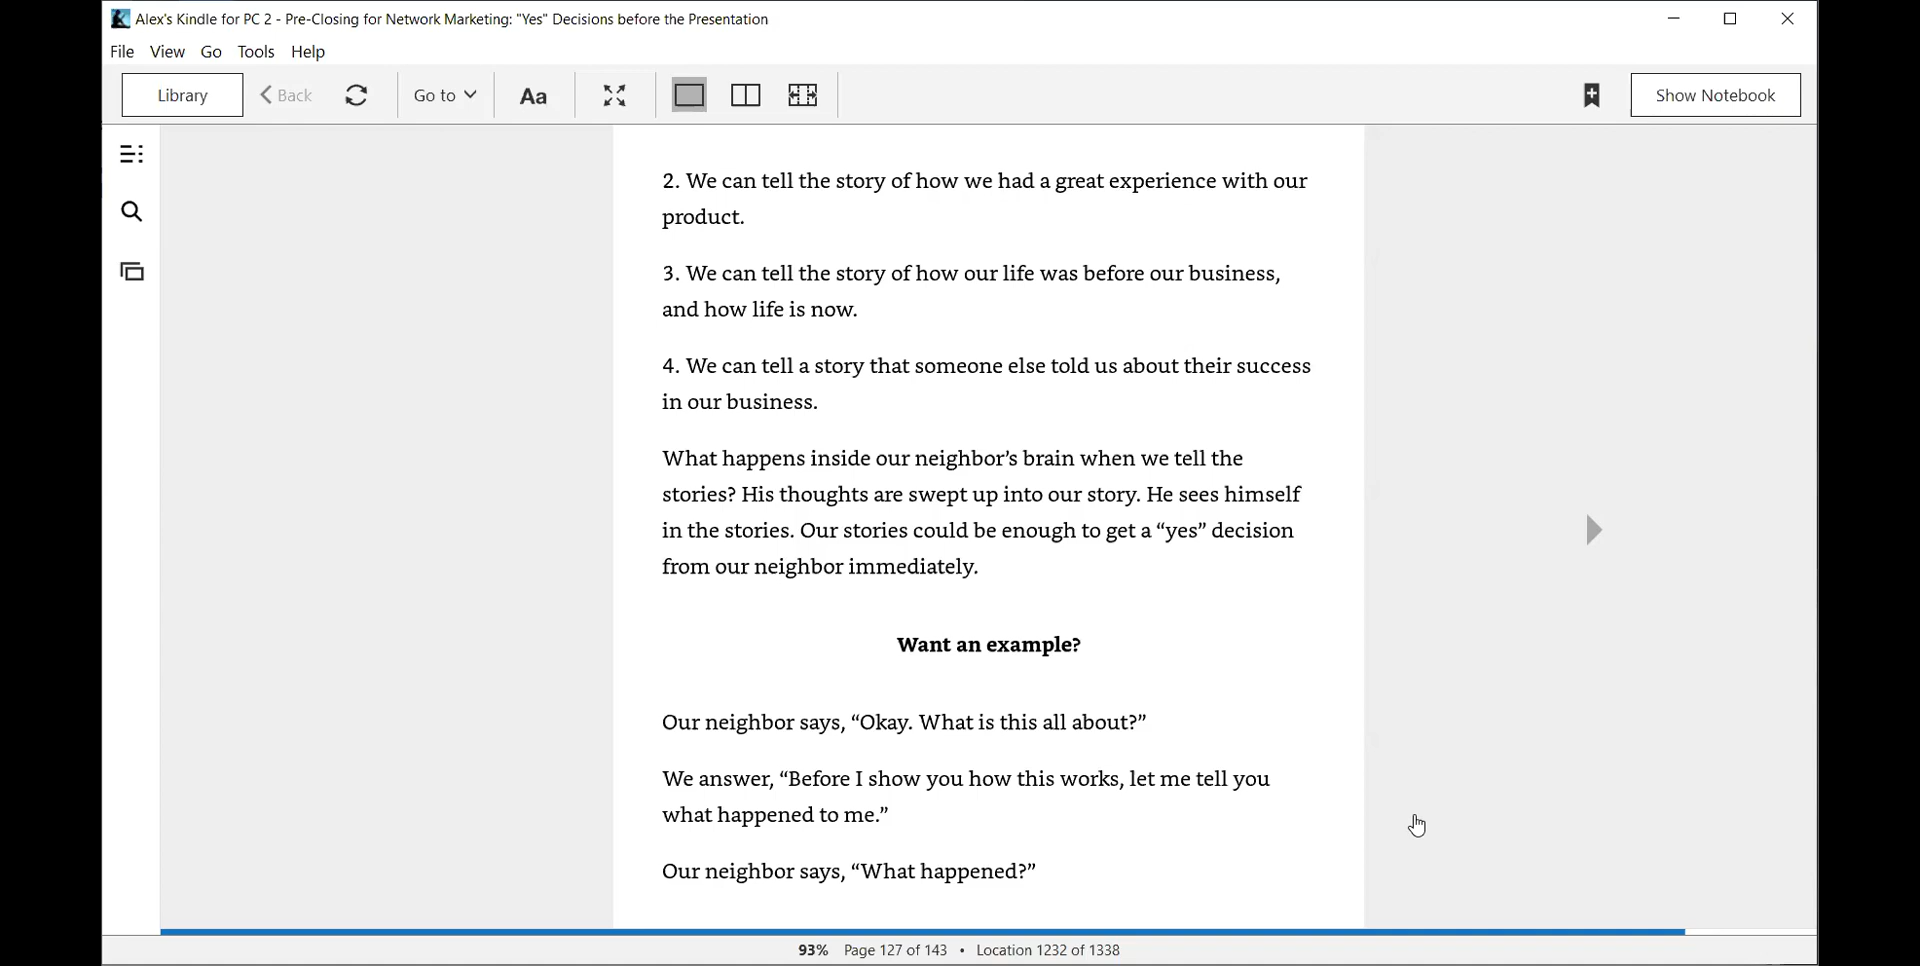 Alex's Kindle for PC 2 - Pre-Closing for Network Marketing: "Yes" Decisions before the Presentation
File View Go Tools Help
Library Back Go to Aa Show Notebook
2. We can tell the story of how we had a great experience with our
product.
3. We can tell the story of how our life was before our business,
and how life is now.
4. We can tell a story that someone else told us about their success
in our business.
What happens inside our neighbor’s brain when we tell the
stories? His thoughts are swept up into our story. He sees himself
in the stories. Our stories could be enough to get a “yes” decision
from our neighbor immediately.
Want an example?
Our neighbor says, “Okay. What is this all about?”
We answer, “Before I show you how this works, let me tell you
what happened to me.”
Our neighbor says, “What happened?”
93% Page 127 of 143 • Location 1232 of 1338